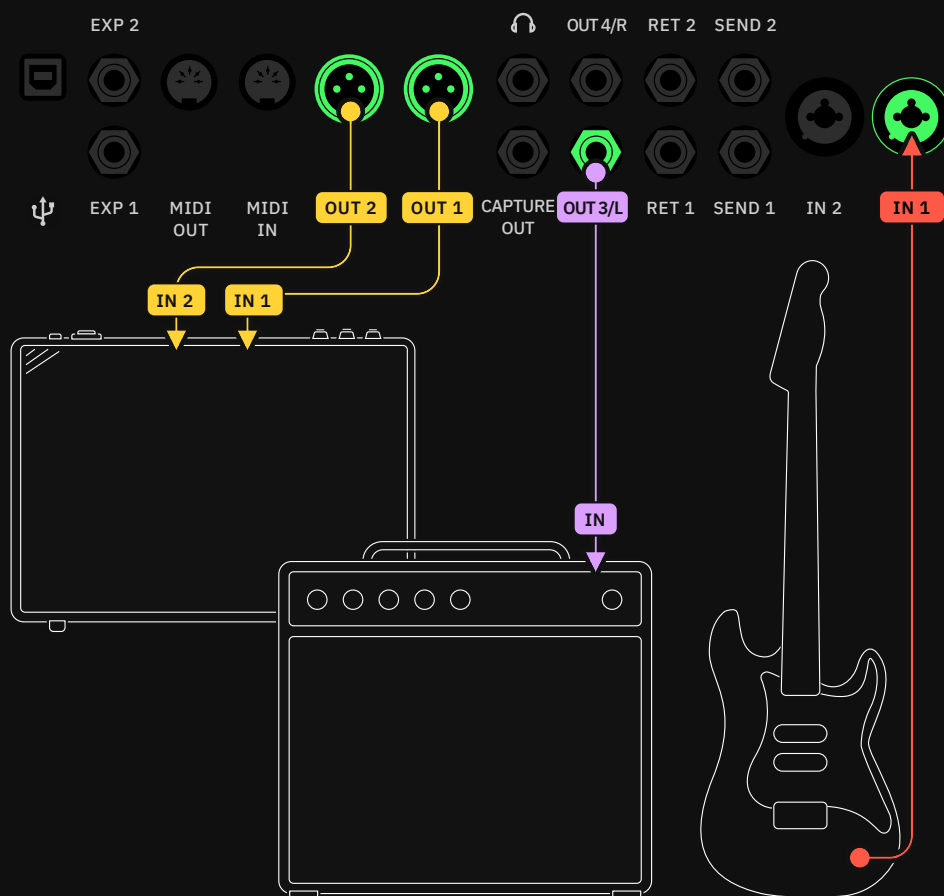 EXP 2
OUT 4/R
RET 2
SEND 2
EXP 1
MIDI
OUT
MIDI
IN
OUT 2
OUT 1
CAPTURE
OUT
OUT 3/L
RET 1
SEND 1
IN 2
IN 1
IN 2
IN 1
IN